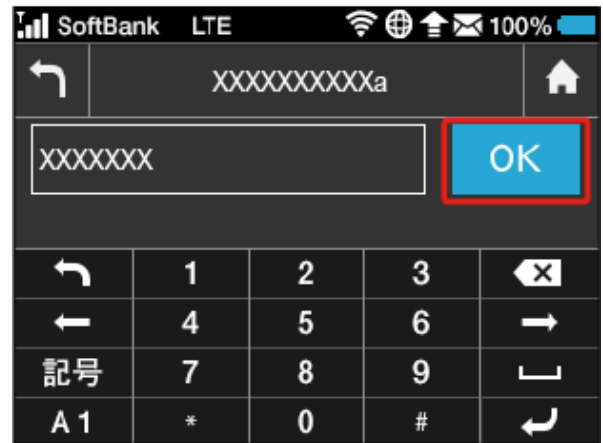 SoftBank LTE 100%
XXXXXXXXXXa
XXXXXXX OK
1 2 3
4 5 6
記号 7 8 9
A 1 * 0 #